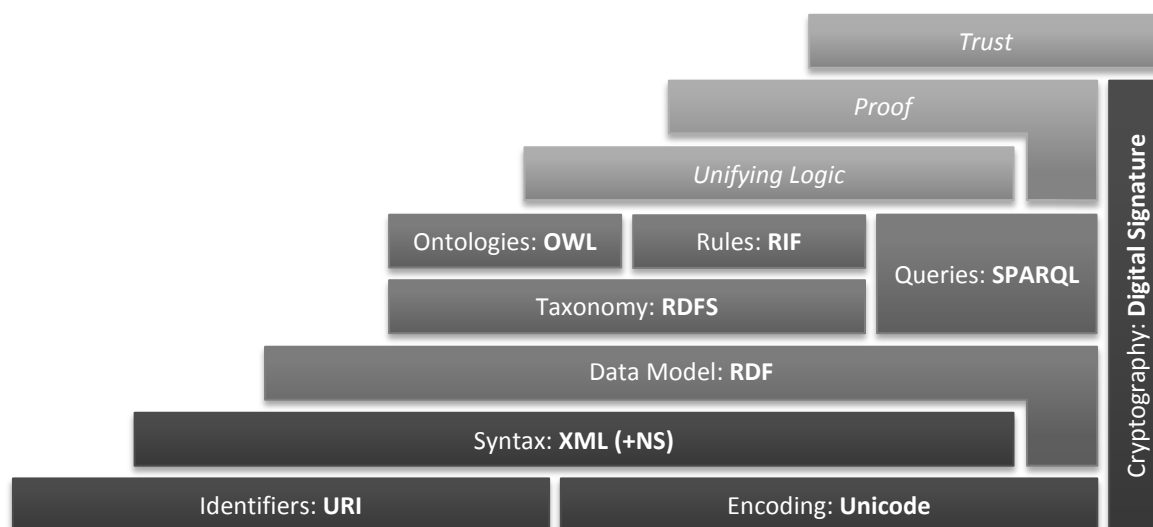 Trust
Proof
Unifying Logic
Ontologies: OWL
Rules: RIF
Queries: SPARQL
Taxonomy: RDFS
Data Model: RDF
Syntax: XML (+NS)
Identifiers: URI
Encoding: Unicode
Cryptography: Digital Signature